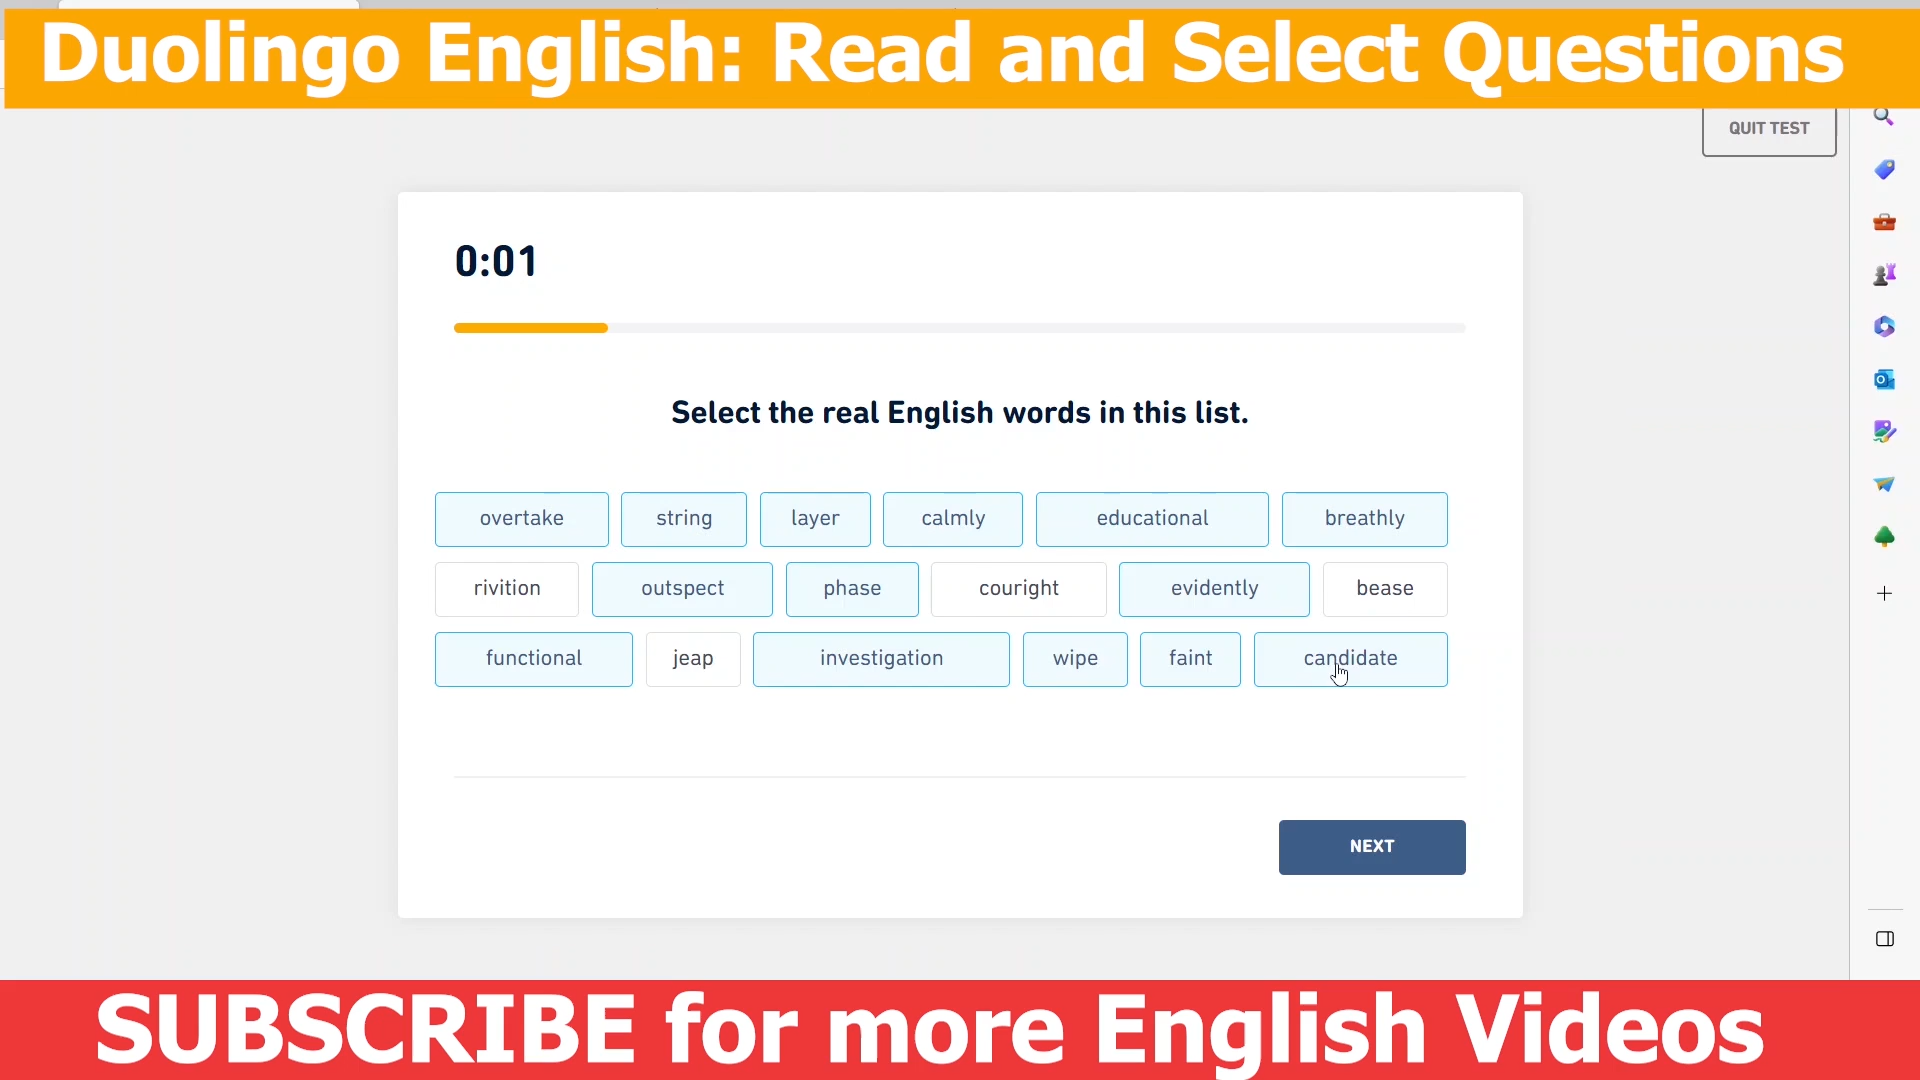 Duolingo English: Read and Select Questions
QUIT TEST
0:01
Select the real English words in this list.
overtake string layer calmly educational breathly
rivition outspect phase couright evidently bease
functional jeap investigation wipe faint candidate
NEXT
SUBSCRIBE for more English Videos